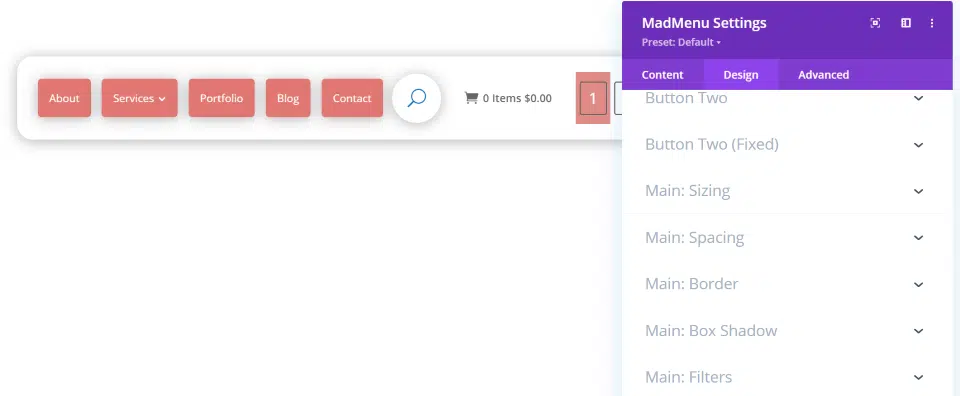 MadMenu Settings
Preset: Default
Content Design Advanced
About Services Portfolio Blog Contact 0 Items $0.00 1
Button Two
Button Two (Fixed)
Main: Sizing
Main: Spacing
Main: Border
Main: Box Shadow
Main: Filters